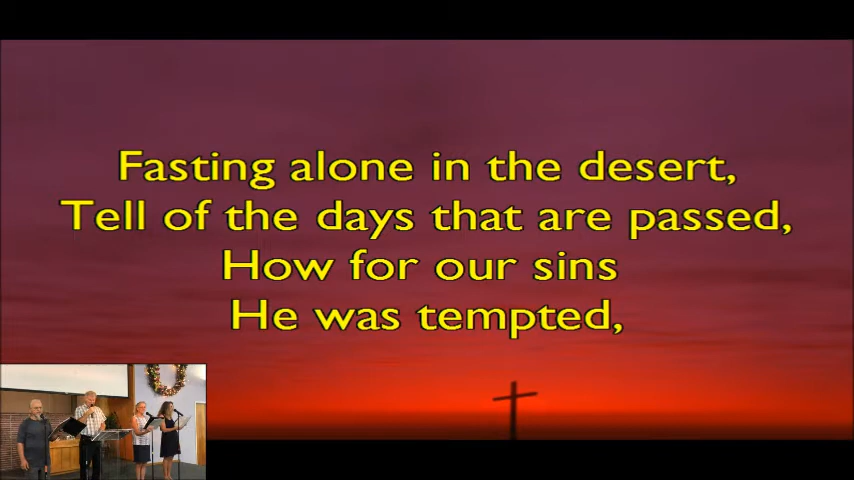 Fasting alone in the desert,
Tell of the days that are passed,
How for our sins
He was tempted,